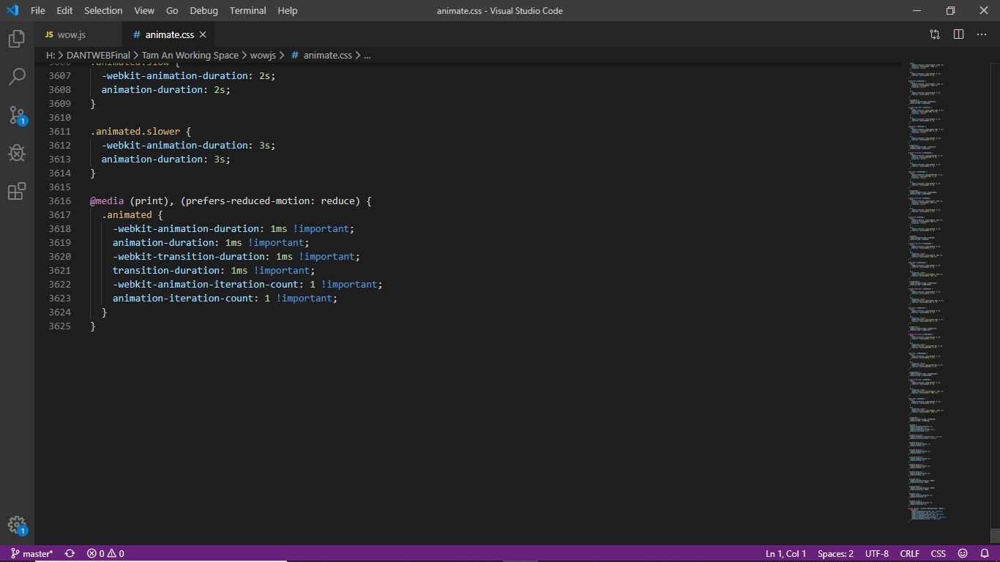 File Edit Selection View Go Debug Terminal Help animate.css - Visual Studio Code
JS wow.js # animate.css
H: > DANTWEBFinal > Tam An Working Space > wowjs > # animate.css > ...
3606 .animated.slow {
3607 -webkit-animation-duration: 2s;
3608 animation-duration: 2s;
3609 }
3610
3611 .animated.slower {
3612 -webkit-animation-duration: 3s;
3613 animation-duration: 3s;
3614 }
3615
3616 @media (print), (prefers-reduced-motion: reduce) {
3617 .animated {
3618 -webkit-animation-duration: 1ms !important;
3619 animation-duration: 1ms !important;
3620 -webkit-transition-duration: 1ms !important;
3621 transition-duration: 1ms !important;
3622 -webkit-animation-iteration-count: 1 !important;
3623 animation-iteration-count: 1 !important;
3624 }
3625 }
1
1
master* 0 0 Ln 1, Col 1 Spaces: 2 UTF-8 CRLF CSS